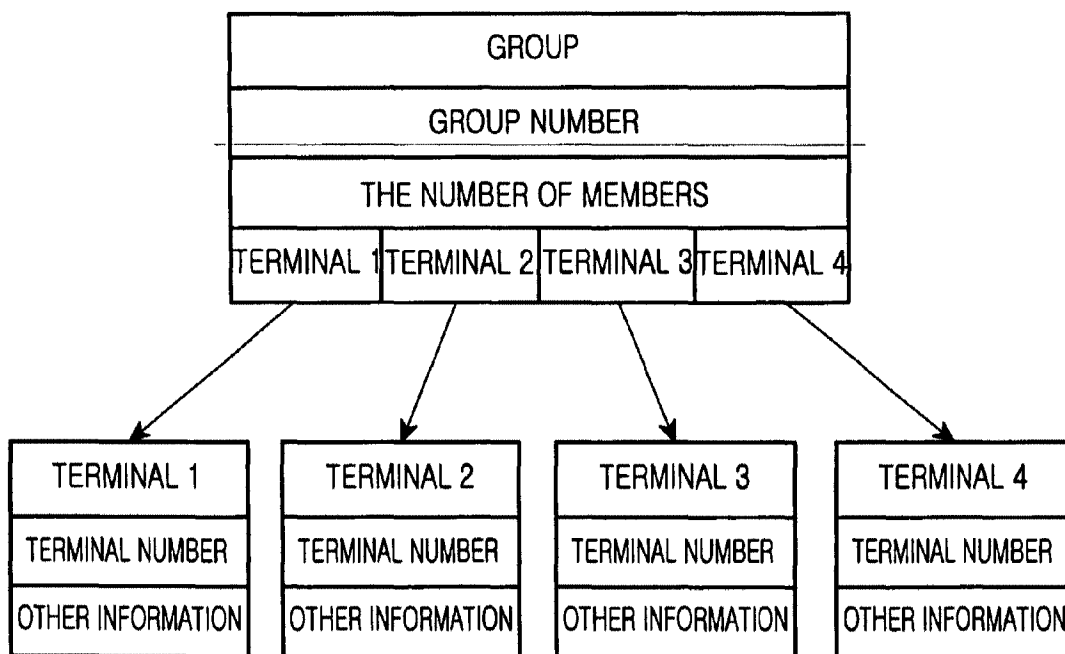 GROUP
GROUP NUMBER
THE NUMBER OF MEMBERS
TERMINAL 1 TERMINAL 2 TERMINAL 3 TERMINAL 4
TERMINAL 1 TERMINAL 2 TERMINAL 3 TERMINAL 4
TERMINAL NUMBER TERMINAL NUMBER TERMINAL NUMBER TERMINAL NUMBER
OTHER INFORMATION OTHER INFORMATION OTHER INFORMATION OTHER INFORMATION